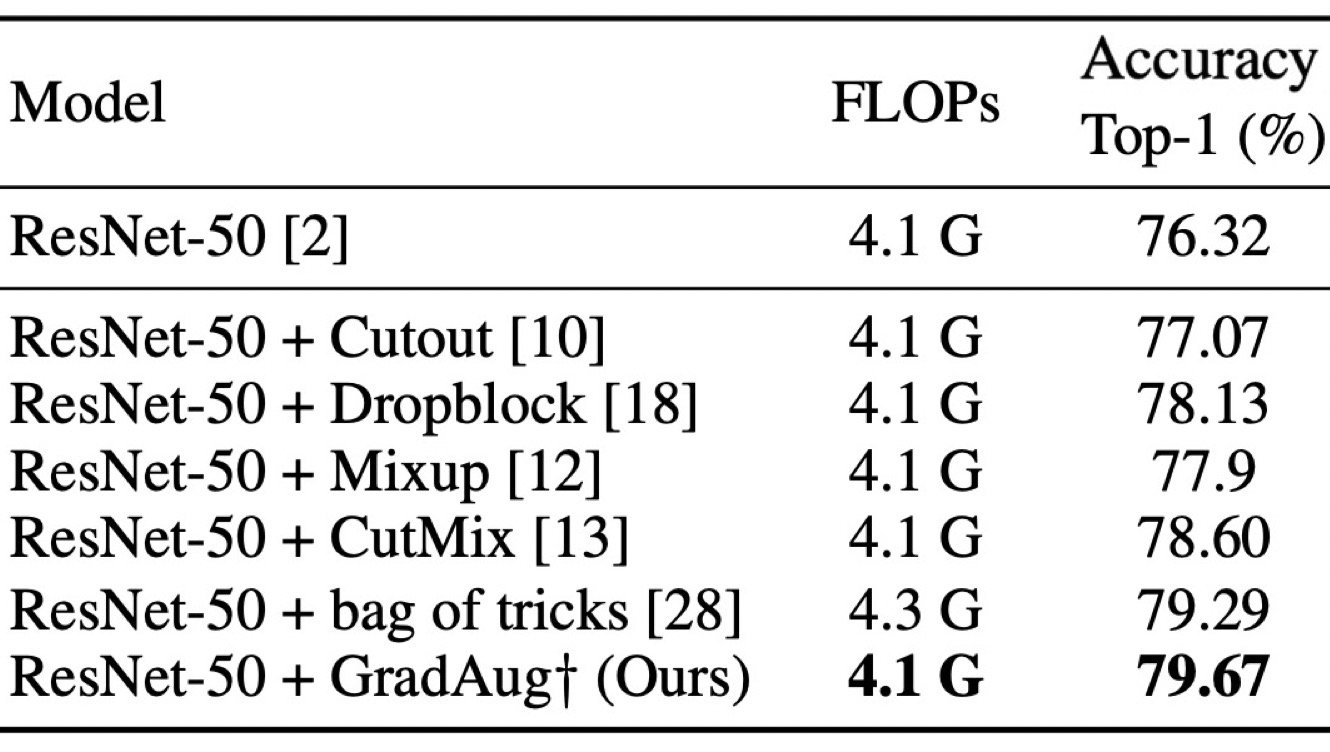 Model FLOPs Accuracy Top-1 (%)
ResNet-50 [2] 4.1 G 76.32
ResNet-50 + Cutout [10] 4.1 G 77.07
ResNet-50 + Dropblock [18] 4.1 G 78.13
ResNet-50 + Mixup [12] 4.1 G 77.9
ResNet-50 + CutMix [13] 4.1 G 78.60
ResNet-50 + bag of tricks [28] 4.3 G 79.29
ResNet-50 + GradAug† (Ours) 4.1 G 79.67